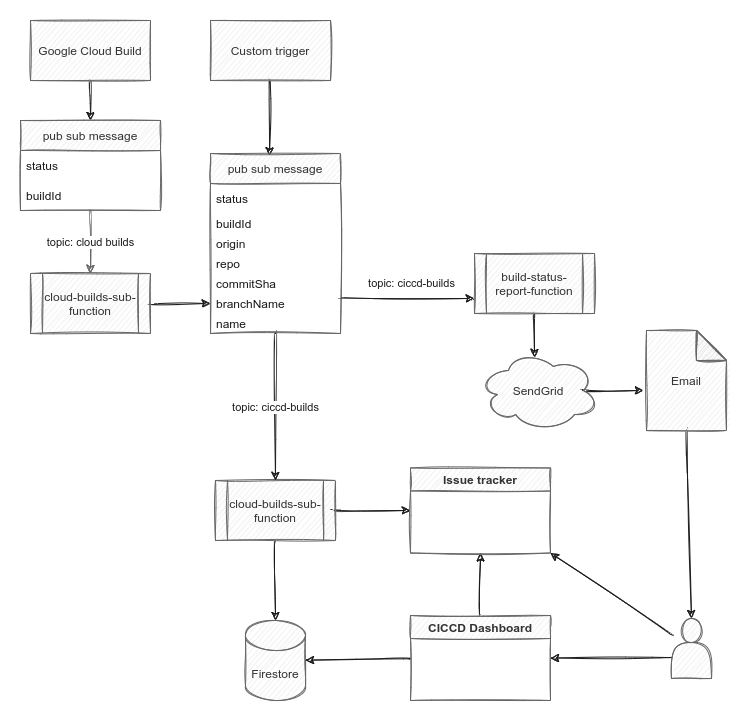 Google Cloud Build
Custom trigger
pub sub message
status
buildId
topic: cloud builds
cloud-builds-sub-
function
pub sub message
status
buildId
origin
repo
commitSha
branchName
name
topic: ciccd-builds
build-status-
report-function
SendGrid
Email
topic: ciccd-builds
cloud-builds-sub-
function
Issue tracker
Firestore
CICCD Dashboard